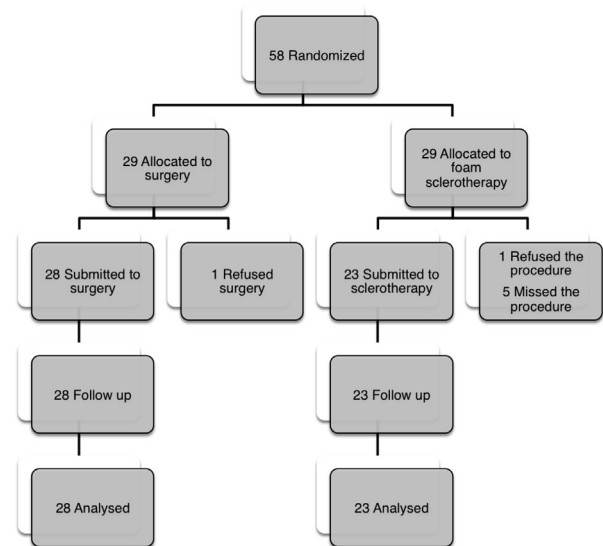 58 Randomized
29 Allocated to
surgery
29 Allocated to
foam
sclerotherapy
28 Submitted to
surgery
1 Refused
surgery
23 Submitted to
sclerotherapy
1 Refused the
procedure
5 Missed the
procedure
28 Follow up
23 Follow up
28 Analysed
23 Analysed